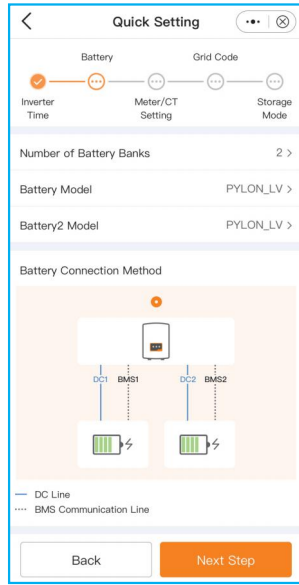 Quick Setting
Battery Grid Code
Inverter Time Meter/CT Setting Storage Mode
Number of Battery Banks 2 >
Battery Model PYLON_LV >
Battery2 Model PYLON_LV >
Battery Connection Method
DC1 BMS1 DC2 BMS2
DC Line
BMS Communication Line
Back Next Step